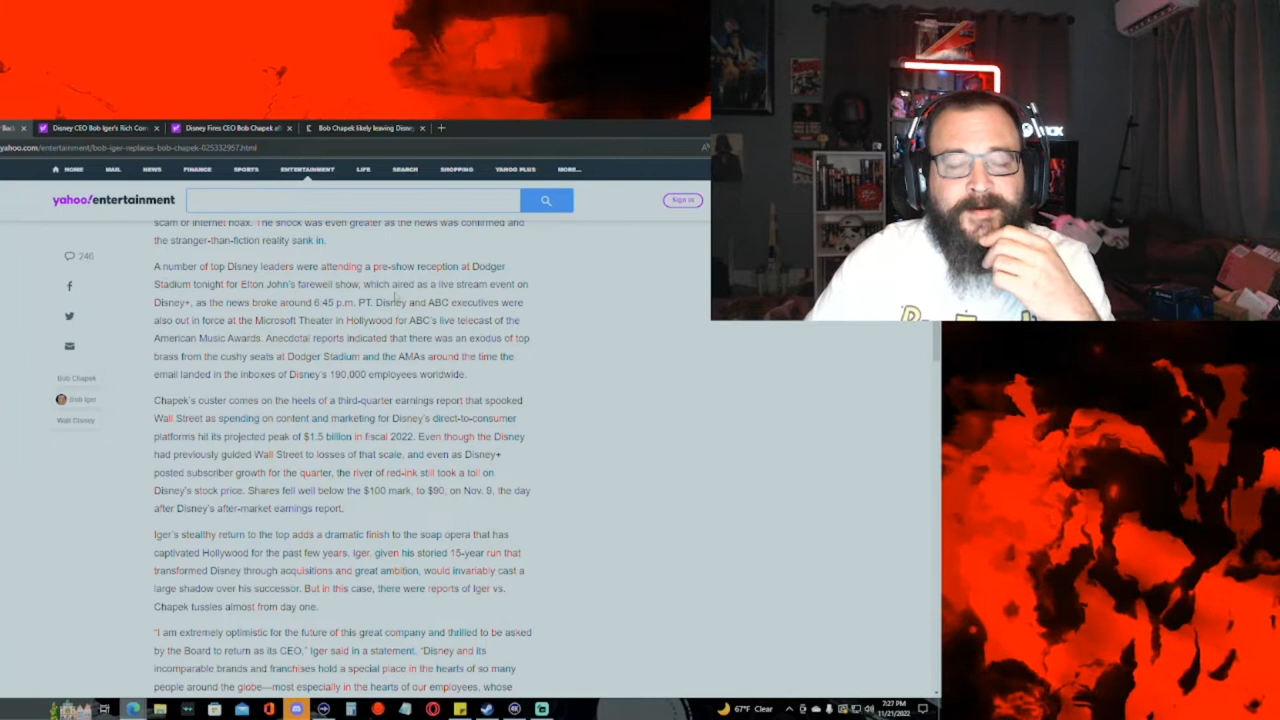 Disney CEO Bob Iger's Rich Com
Disney Fires CEO Bob Chapek af
Bob Chapek likely leaving Disne
yahoo.com/entertainment/bob-iger-replaces-bob-chapek-025332957.html
HOME MAIL NEWS FINANCE SPORTS ENTERTAINMENT LIFE SEARCH SHOPPING YAHOO PLUS MORE...
yahoo!entertainment
Sign in
scam or internet hoax. The shock was even greater as the news was confirmed and
the stranger-than-fiction reality sank in.
246
A number of top Disney leaders were attending a pre-show reception at Dodger
Stadium tonight for Elton John's farewell show, which aired as a live stream event on
Disney+, as the news broke around 6:45 p.m. PT. Disney and ABC executives were
also out in force at the Microsoft Theater in Hollywood for ABC's live telecast of the
American Music Awards. Anecdotal reports indicated that there was an exodus of top
brass from the cushy seats at Dodger Stadium and the AMAs around the time the
email landed in the inboxes of Disney's 190,000 employees worldwide.
Bob Chapek
Bob Iger
Walt Disney
Chapek's ouster comes on the heels of a third-quarter earnings report that spooked
Wall Street as spending on content and marketing for Disney's direct-to-consumer
platforms hit its projected peak of $1.5 billion in fiscal 2022. Even though the Disney
had previously guided Wall Street to losses of that scale, and even as Disney+
posted subscriber growth for the quarter, the river of red-ink still took a toll on
Disney's stock price. Shares fell well below the $100 mark, to $90, on Nov. 9, the day
after Disney's after-market earnings report.
Iger's stealthy return to the top adds a dramatic finish to the soap opera that has
captivated Hollywood for the past few years. Iger, given his storied 15-year run that
transformed Disney through acquisitions and great ambition, would invariably cast a
large shadow over his successor. But in this case, there were reports of Iger vs.
Chapek tussles almost from day one.
"I am extremely optimistic for the future of this great company and thrilled to be asked
by the Board to return as its CEO," Iger said in a statement. "Disney and its
incomparable brands and franchises hold a special place in the hearts of so many
people around the globe—most especially in the hearts of our employees, whose
67°F Clear
7:27 PM
11/21/2022